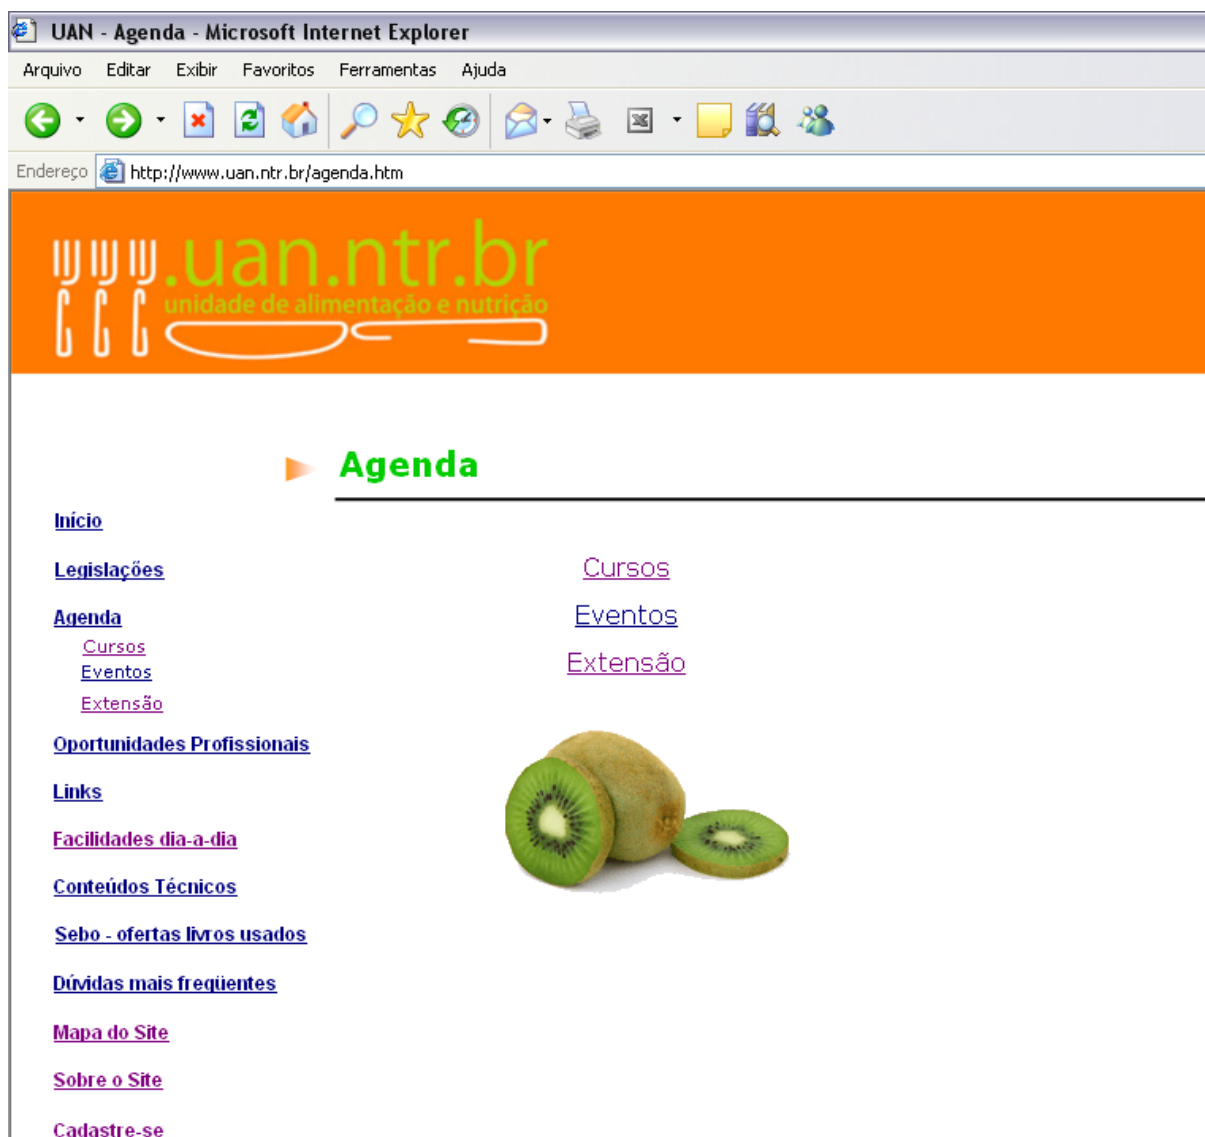 UAN - Agenda - Microsoft Internet Explorer
Arquivo Editar Exibir Favoritos Ferramentas Ajuda
Endereço http://www.uan.ntr.br/agenda.htm
.uan.ntr.br
unidade de alimentação e nutrição
Agenda
Início
Legislações
Agenda
Cursos
Eventos
Extensão
Oportunidades Profissionais
Links
Facilidades dia-a-dia
Conteúdos Técnicos
Sebo - ofertas livros usados
Dúvidas mais freqüentes
Mapa do Site
Sobre o Site
Cadastre-se
Cursos
Eventos
Extensão